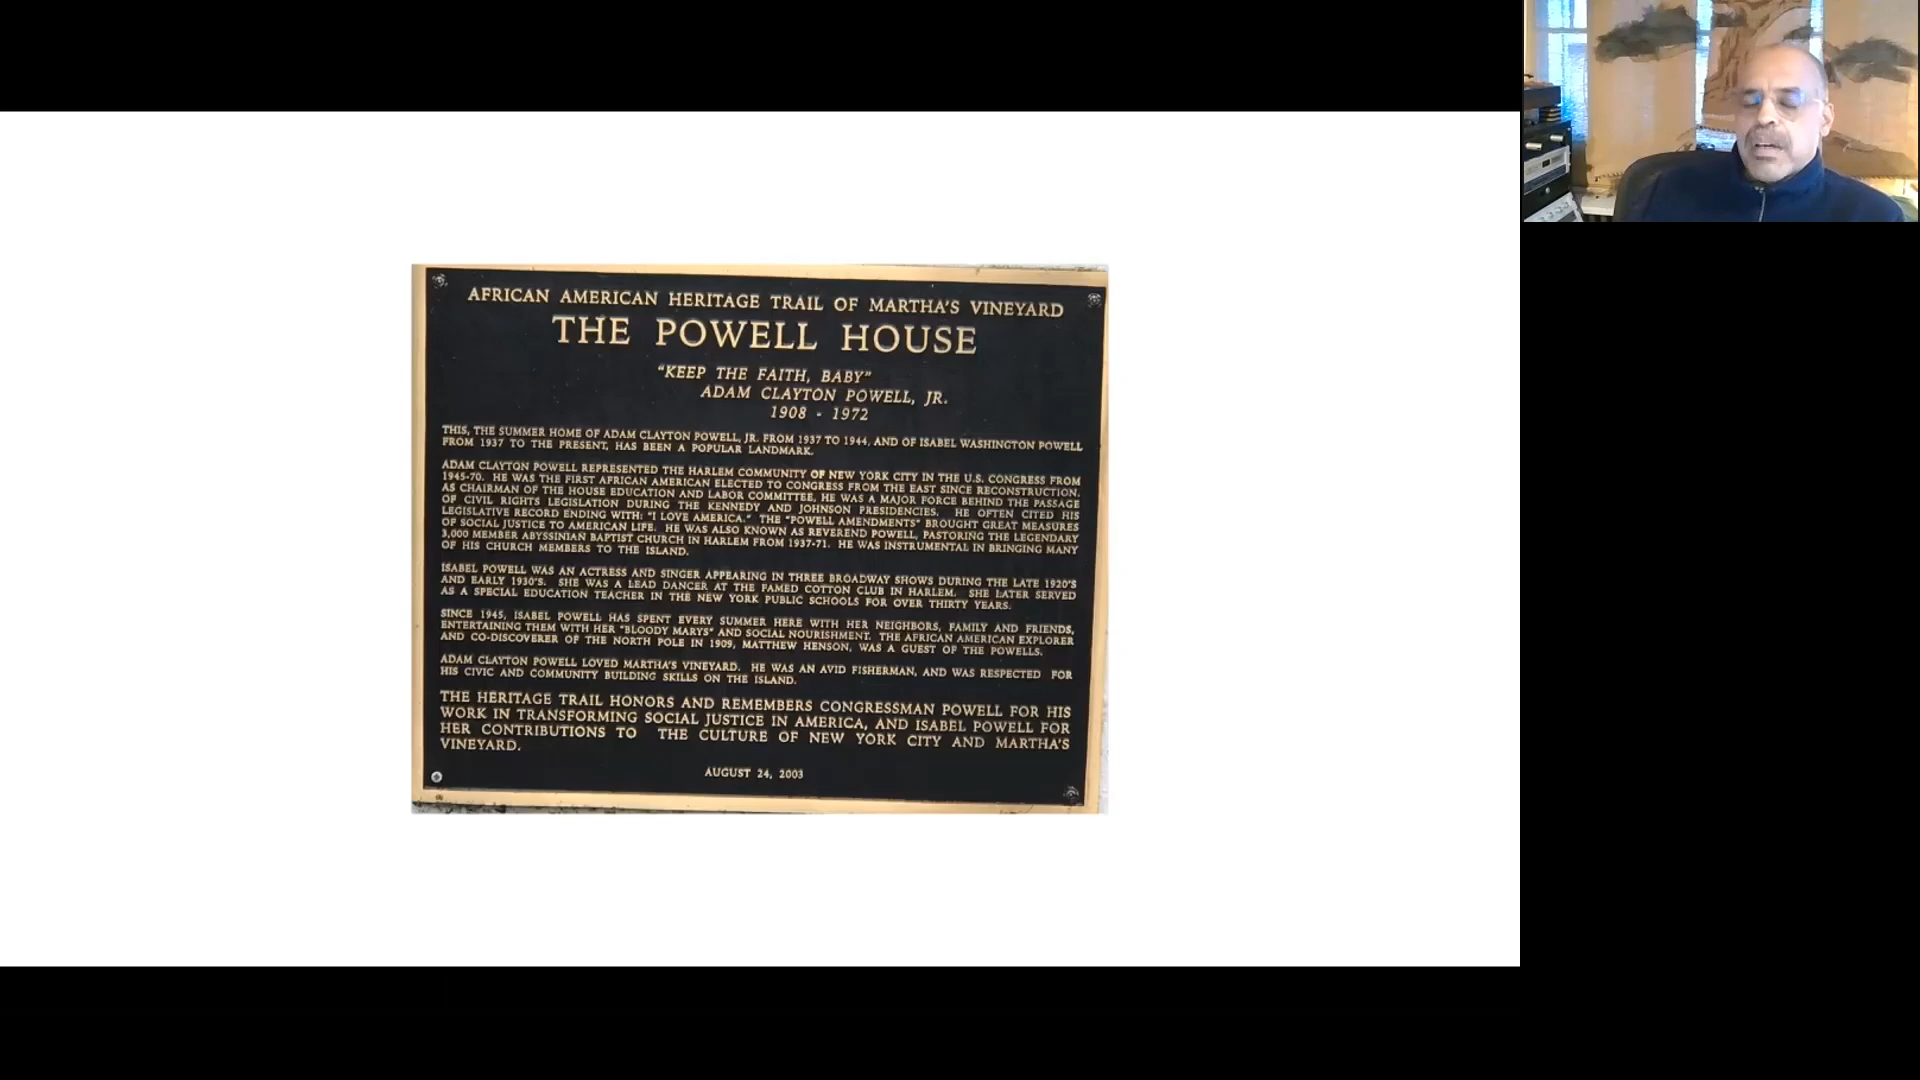 AFRICAN AMERICAN HERITAGE TRAIL OF MARTHA'S VINEYARD
THE POWELL HOUSE
"KEEP THE FAITH, BABY"
ADAM CLAYTON POWELL, JR.
1908 - 1972
THIS, THE SUMMER HOME OF ADAM CLAYTON POWELL, JR. FROM 1937 TO 1944, AND OF ISABEL WASHINGTON POWELL
FROM 1937 TO THE PRESENT, HAS BEEN A POPULAR LANDMARK.
ADAM CLAYTON POWELL REPRESENTED THE HARLEM COMMUNITY OF NEW YORK CITY IN THE U.S. CONGRESS FROM
1945-70. HE WAS THE FIRST AFRICAN AMERICAN ELECTED TO CONGRESS FROM THE EAST SINCE RECONSTRUCTION.
AS CHAIRMAN OF THE HOUSE EDUCATION AND LABOR COMMITTEE, HE WAS A MAJOR FORCE BEHIND THE PASSAGE
OF CIVIL RIGHTS LEGISLATION DURING THE KENNEDY AND JOHNSON PRESIDENCIES. HE OFTEN CITED HIS
LEGISLATIVE RECORD ENDING WITH: "I LOVE AMERICA." THE "POWELL AMENDMENTS" BROUGHT GREAT MEASURES
OF SOCIAL JUSTICE TO AMERICAN LIFE. HE WAS ALSO KNOWN AS REVEREND POWELL, PASTORING THE LEGENDARY
3,000 MEMBER ABYSSINIAN BAPTIST CHURCH IN HARLEM FROM 1937-71. HE WAS INSTRUMENTAL IN BRINGING MANY
OF HIS CHURCH MEMBERS TO THE ISLAND.
ISABEL POWELL WAS AN ACTRESS AND SINGER APPEARING IN THREE BROADWAY SHOWS DURING THE LATE 1920'S
AND EARLY 1930'S. SHE WAS A LEAD DANCER AT THE FAMED COTTON CLUB IN HARLEM. SHE LATER SERVED
AS A SPECIAL EDUCATION TEACHER IN THE NEW YORK PUBLIC SCHOOLS FOR OVER THIRTY YEARS.
SINCE 1945, ISABEL POWELL HAS SPENT EVERY SUMMER HERE WITH HER NEIGHBORS, FAMILY AND FRIENDS,
ENTERTAINING THEM WITH HER "BLOODY MARYS" AND SOCIAL NOURISHMENT. THE AFRICAN AMERICAN EXPLORER
AND CO-DISCOVERER OF THE NORTH POLE IN 1909, MATTHEW HENSON, WAS A GUEST OF THE POWELLS.
ADAM CLAYTON POWELL LOVED MARTHA'S VINEYARD. HE WAS AN AVID FISHERMAN, AND WAS RESPECTED FOR
HIS CIVIC AND COMMUNITY BUILDING SKILLS ON THE ISLAND.
THE HERITAGE TRAIL HONORS AND REMEMBERS CONGRESSMAN POWELL FOR HIS
WORK IN TRANSFORMING SOCIAL JUSTICE IN AMERICA, AND ISABEL POWELL FOR
HER CONTRIBUTIONS TO THE CULTURE OF NEW YORK CITY AND MARTHA'S
VINEYARD.
AUGUST 24, 2003